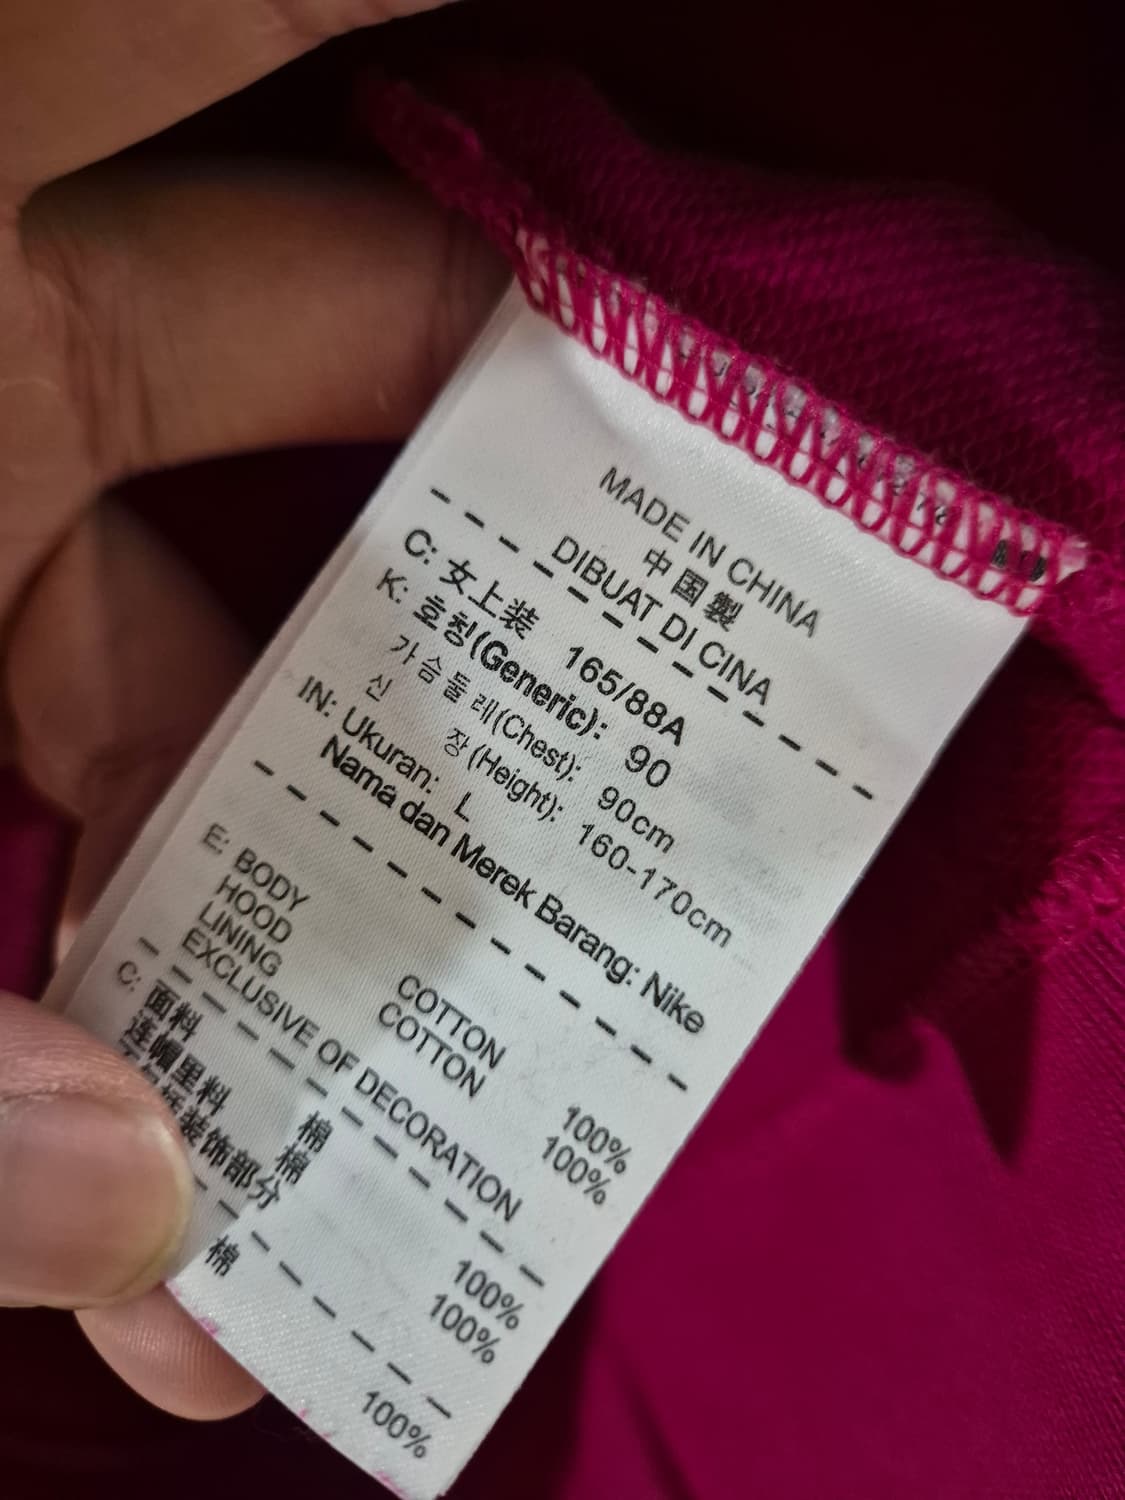 MADE IN CHINA
中国製
DIBUAT DI CINA
C: 女上装 165/88A
K: 호칭(Generic): 90
가슴둘레(Chest): 90cm
신 장(Height): 160-170cm
IN: Ukuran: L
Nama dan Merek Barang: Nike
E: BODY COTTON 100%
HOOD LINING COTTON 100%
EXCLUSIVE OF DECORATION
C: 面料 棉 100%
连帽里料 棉 100%
装饰部分
棉 100%